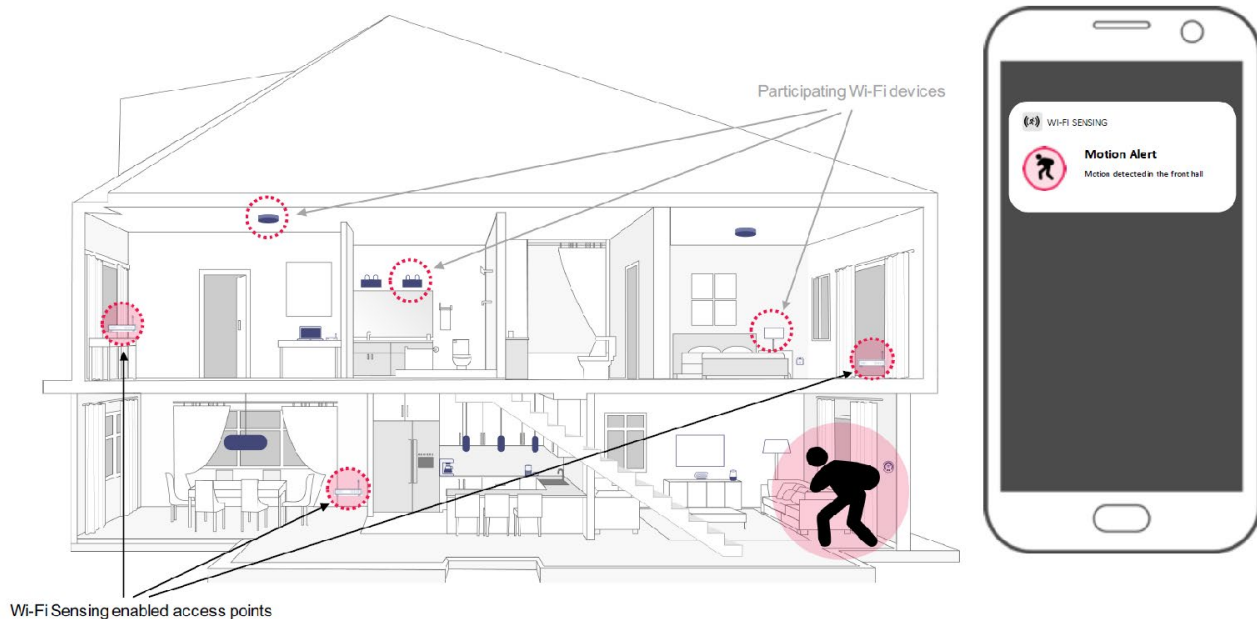 Participating Wi-Fi devices
WI-FI SENSING
Motion Alert
Motion detected in the front hall
Wi-Fi Sensing enabled access points